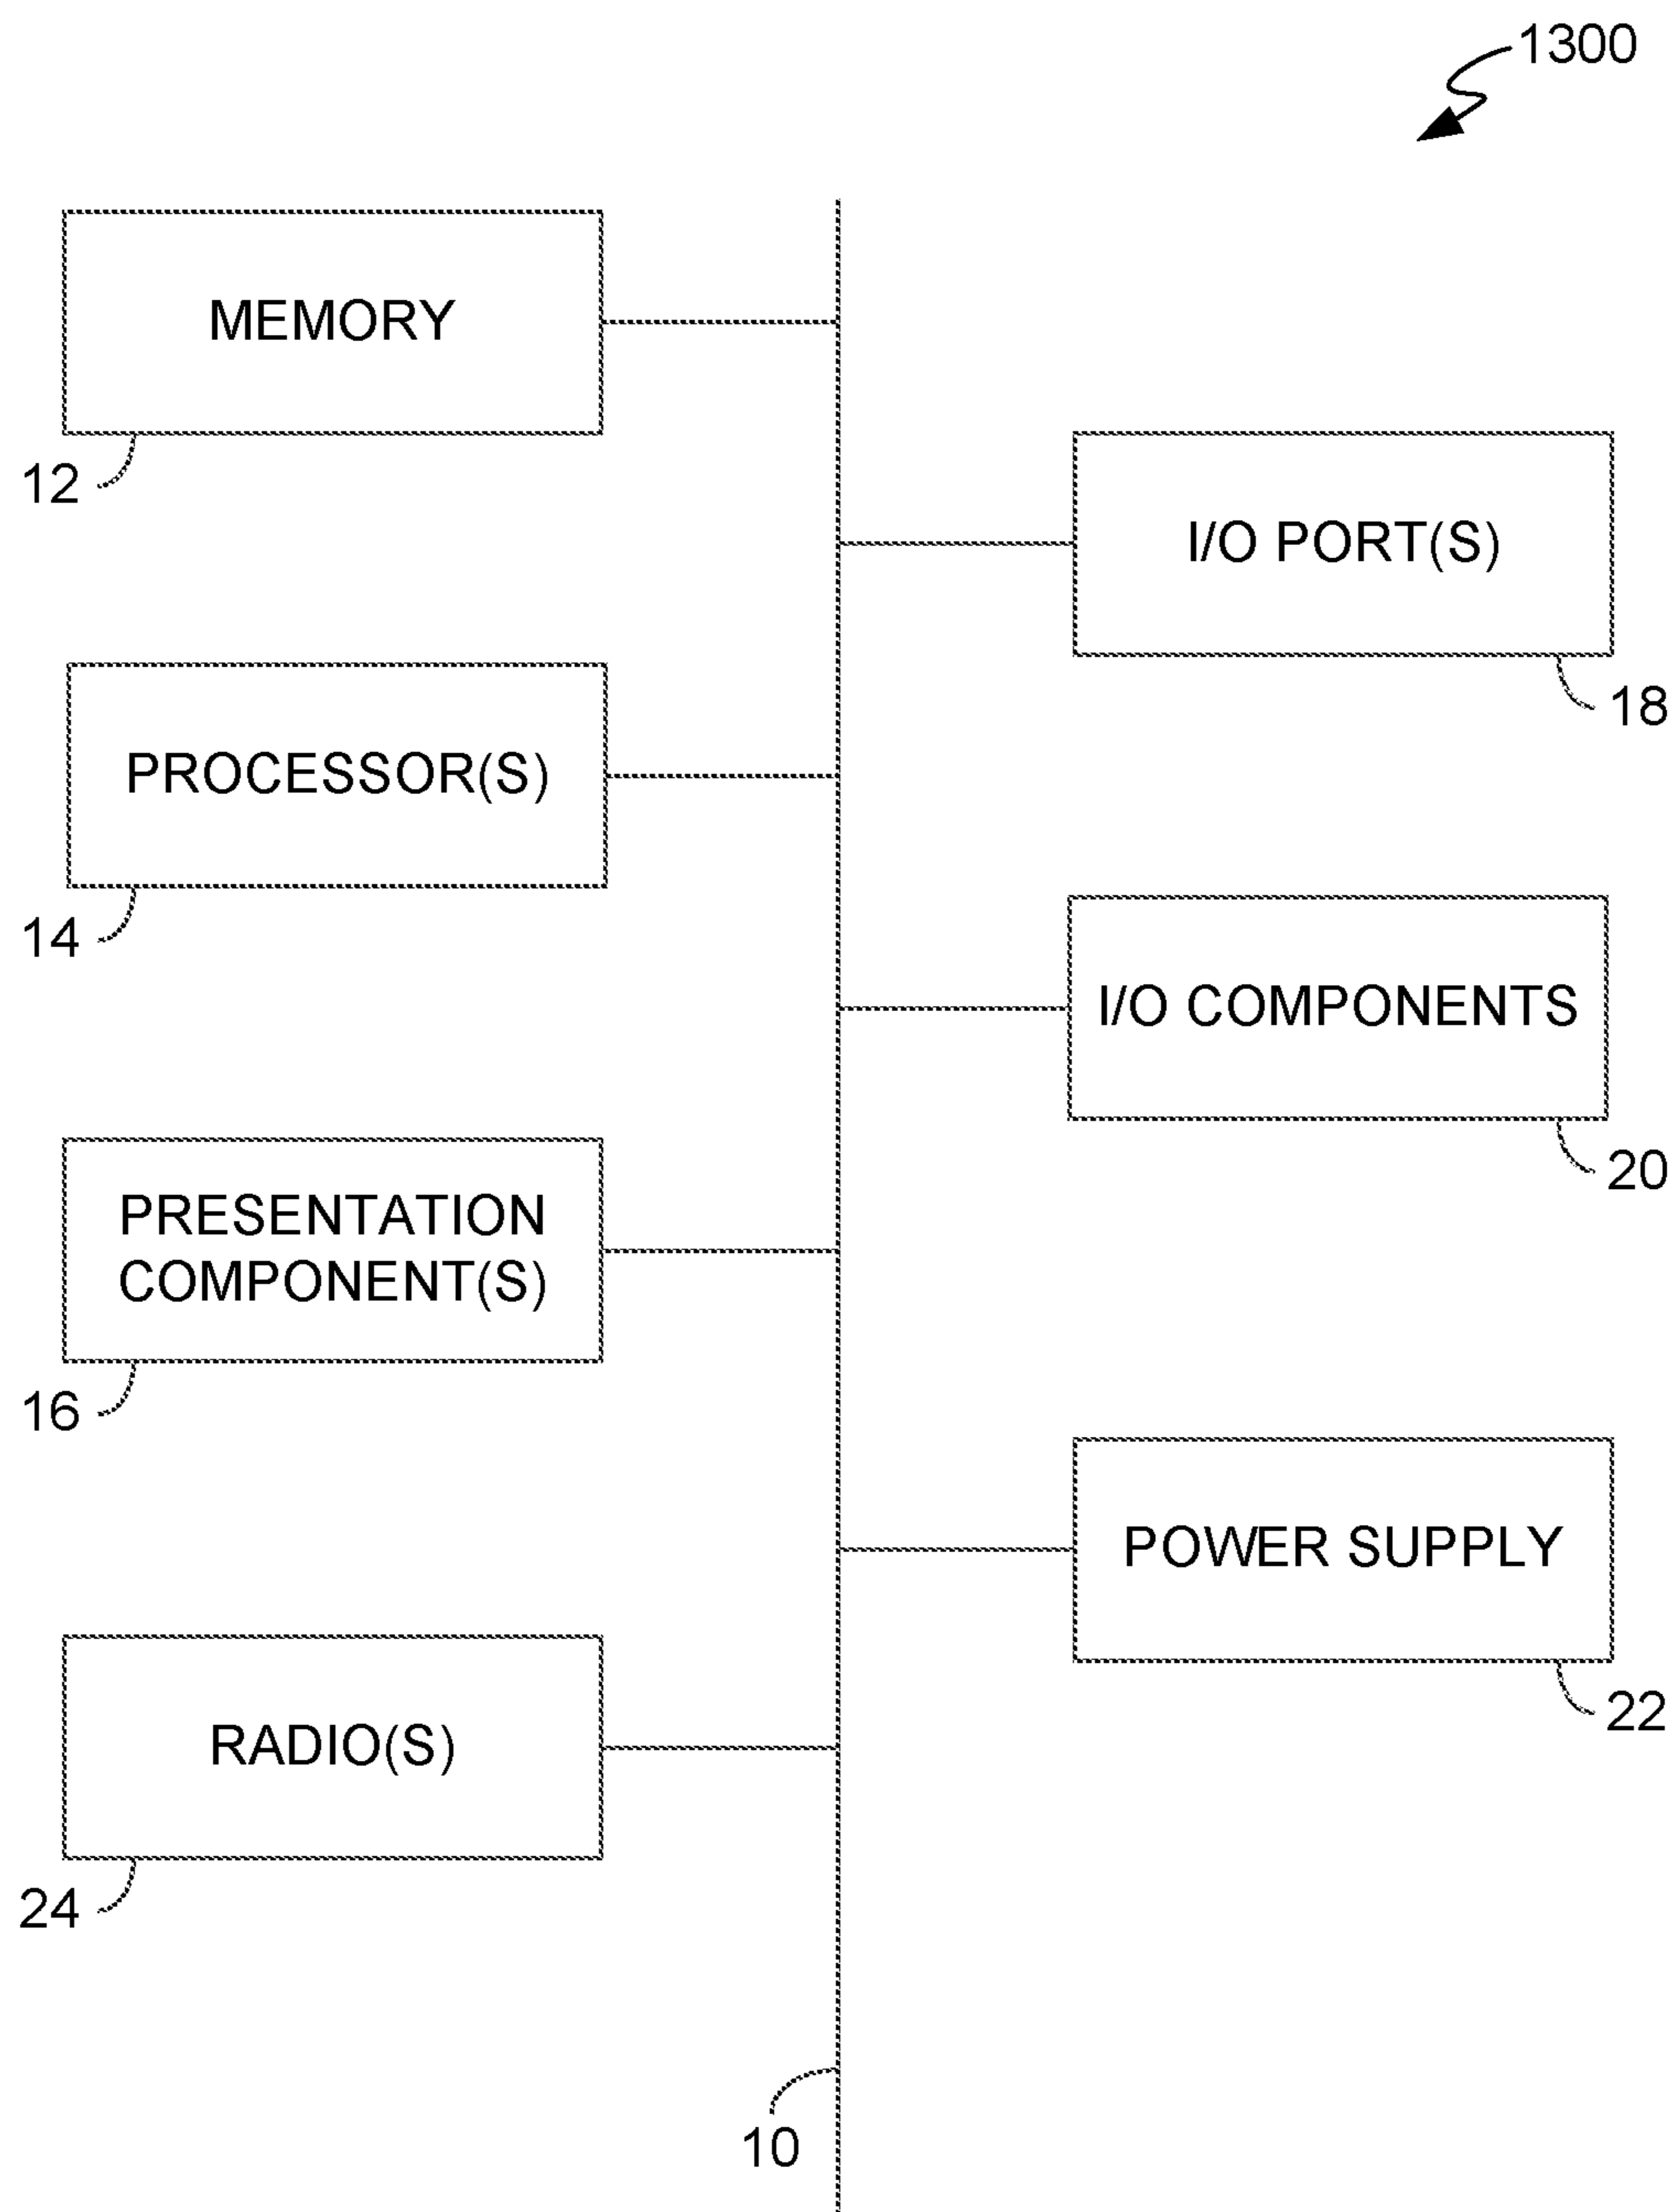 1300
MEMORY
12
I/O PORT(S)
18
PROCESSOR(S)
14
I/O COMPONENTS
20
PRESENTATION
COMPONENT(S)
16
POWER SUPPLY
22
RADIO(S)
24
10